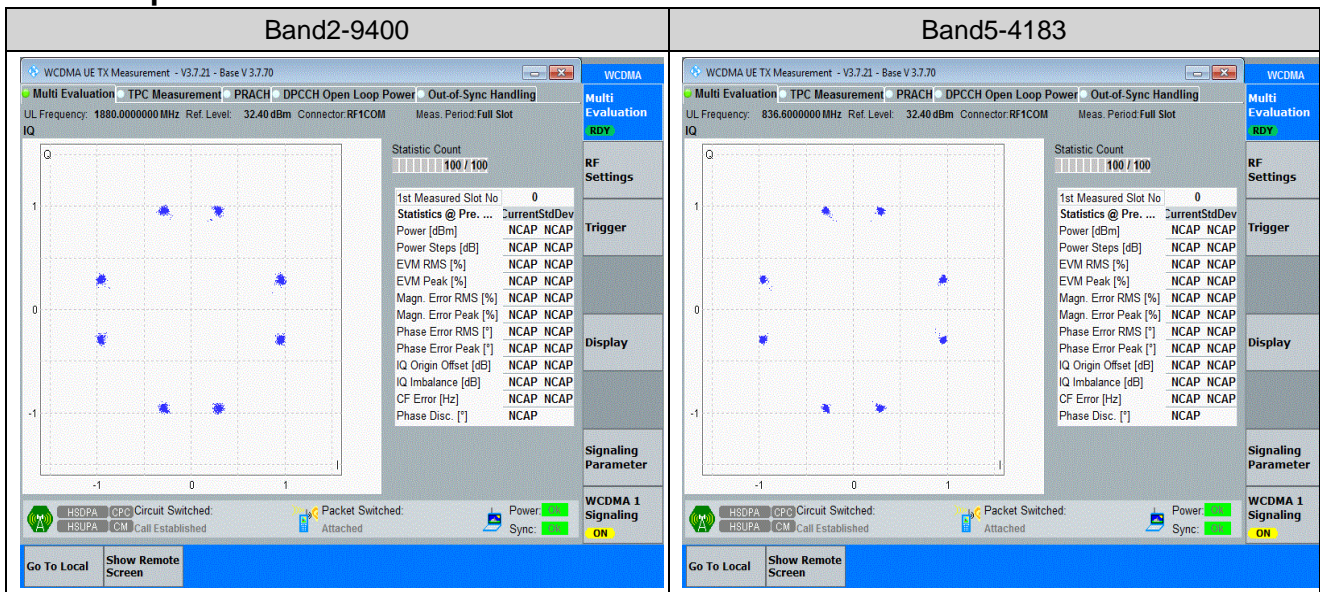 Band2-9400
WCDMA UE TX Measurement - V3.7.21 - Base V 3.7.70
WCDMA
Multi Evaluation TPC Measurement PRACH DPCCH Open Loop Power Out-of-Sync Handling
Multi Evaluation
RDY
UL Frequency: 1880.0000000 MHz Ref. Level: 32.40 dBm Connector:RF1COM Meas. Period:Full Slot
IQ
Q
1
0
-1
-1 0 1
I
Statistic Count
100 / 100
1st Measured Slot No 0
Statistics @ Pre. ... CurrentStdDev
Power [dBm] NCAP NCAP
Power Steps [dB] NCAP NCAP
EVM RMS [%] NCAP NCAP
EVM Peak [%] NCAP NCAP
Magn. Error RMS [%] NCAP NCAP
Magn. Error Peak [%] NCAP NCAP
Phase Error RMS [°] NCAP NCAP
Phase Error Peak [°] NCAP NCAP
IQ Origin Offset [dB] NCAP NCAP
IQ Imbalance [dB] NCAP NCAP
CF Error [Hz] NCAP NCAP
Phase Disc. [°] NCAP
RF Settings
Trigger
Display
Signaling Parameter
WCDMA 1 Signaling
ON
HSDPA CPC Circuit Switched: Packet Switched: Power: Ok
HSUPA CM Call Established Attached Sync: Ok
Go To Local
Show Remote Screen
Band5-4183
WCDMA UE TX Measurement - V3.7.21 - Base V 3.7.70
WCDMA
Multi Evaluation TPC Measurement PRACH DPCCH Open Loop Power Out-of-Sync Handling
Multi Evaluation
RDY
UL Frequency: 836.6000000 MHz Ref. Level: 32.40 dBm Connector:RF1COM Meas. Period:Full Slot
IQ
Q
1
0
-1
-1 0 1
I
Statistic Count
100 / 100
1st Measured Slot No 0
Statistics @ Pre. ... CurrentStdDev
Power [dBm] NCAP NCAP
Power Steps [dB] NCAP NCAP
EVM RMS [%] NCAP NCAP
EVM Peak [%] NCAP NCAP
Magn. Error RMS [%] NCAP NCAP
Magn. Error Peak [%] NCAP NCAP
Phase Error RMS [°] NCAP NCAP
Phase Error Peak [°] NCAP NCAP
IQ Origin Offset [dB] NCAP NCAP
IQ Imbalance [dB] NCAP NCAP
CF Error [Hz] NCAP NCAP
Phase Disc. [°] NCAP
RF Settings
Trigger
Display
Signaling Parameter
WCDMA 1 Signaling
ON
HSDPA CPC Circuit Switched: Packet Switched: Power: Ok
HSUPA CM Call Established Attached Sync: Ok
Go To Local
Show Remote Screen